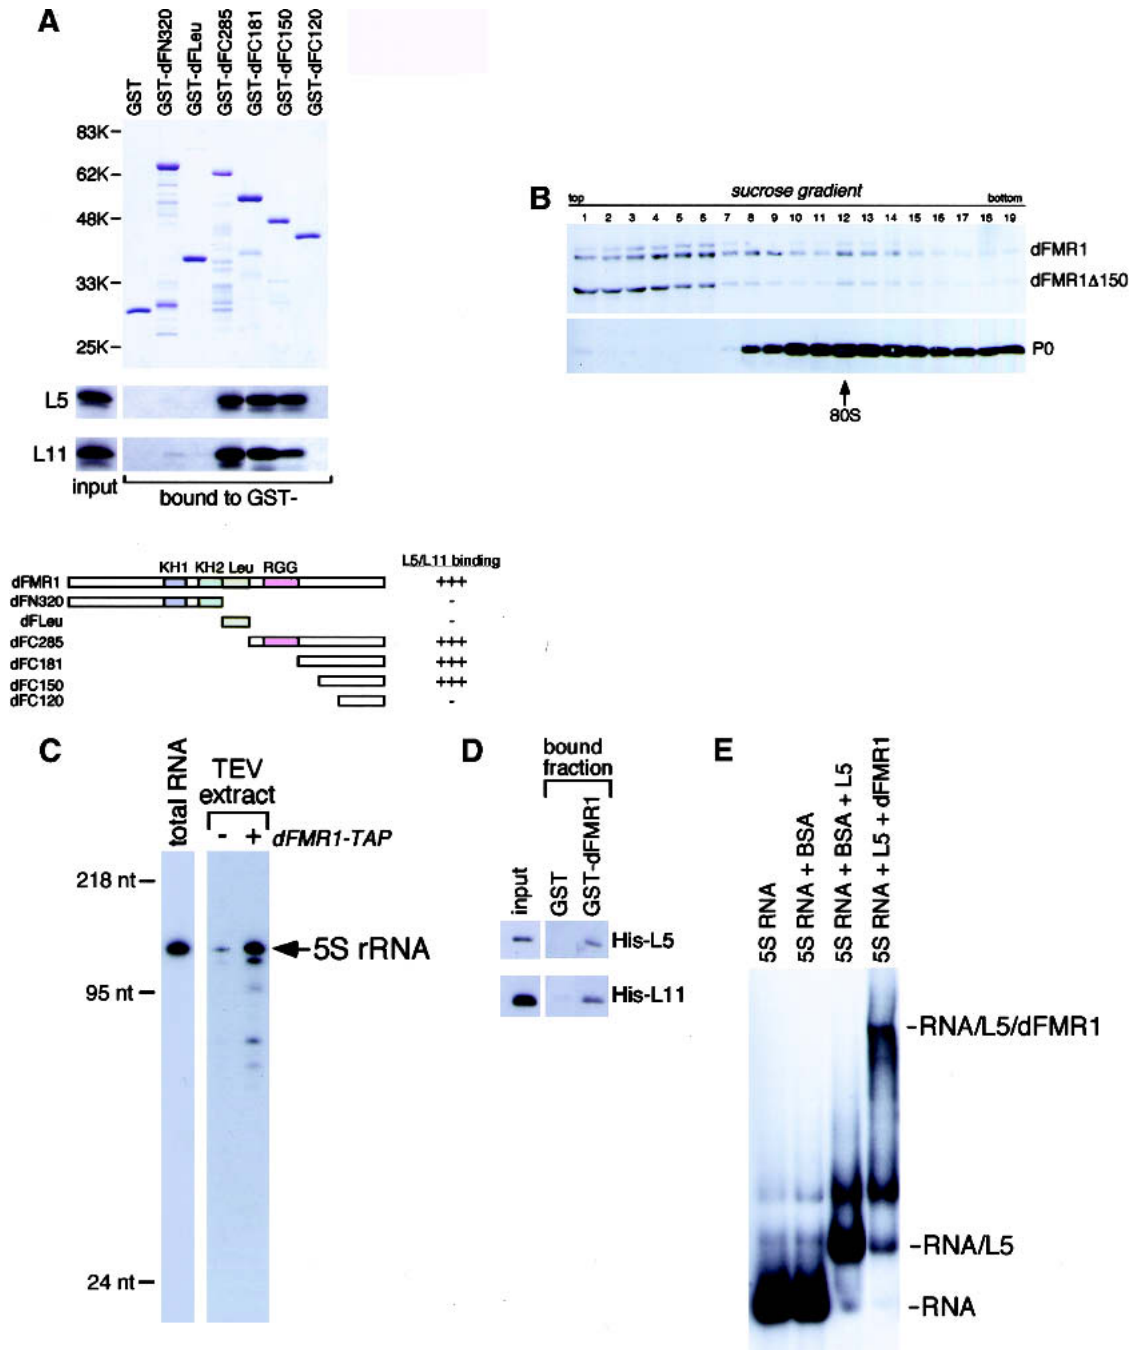 A
GST
GST-dFN320
GST-dFLeu
GST-dFC285
GST-dFC181
GST-dFC150
GST-dFC120
83K
62K
48K
33K
25K
L5
L11
input
bound to GST-
KH1 KH2 Leu RGG
L5/L11 binding
dFMR1 +++
dFN320 -
dFLeu -
dFC285 +++
dFC181 +++
dFC150 +++
dFC120 -
B
sucrose gradient
top bottom
1 2 3 4 5 6 7 8 9 10 11 12 13 14 15 16 17 18 19
dFMR1
dFMR1Δ150
P0
80S
C
total RNA
TEV
extract
- + dFMR1-TAP
218 nt
5S rRNA
95 nt
24 nt
D
bound
fraction
input
GST
GST-dFMR1
His-L5
His-L11
E
5S RNA
5S RNA + BSA
5S RNA + BSA + L5
5S RNA + L5 + dFMR1
-RNA/L5/dFMR1
-RNA/L5
-RNA